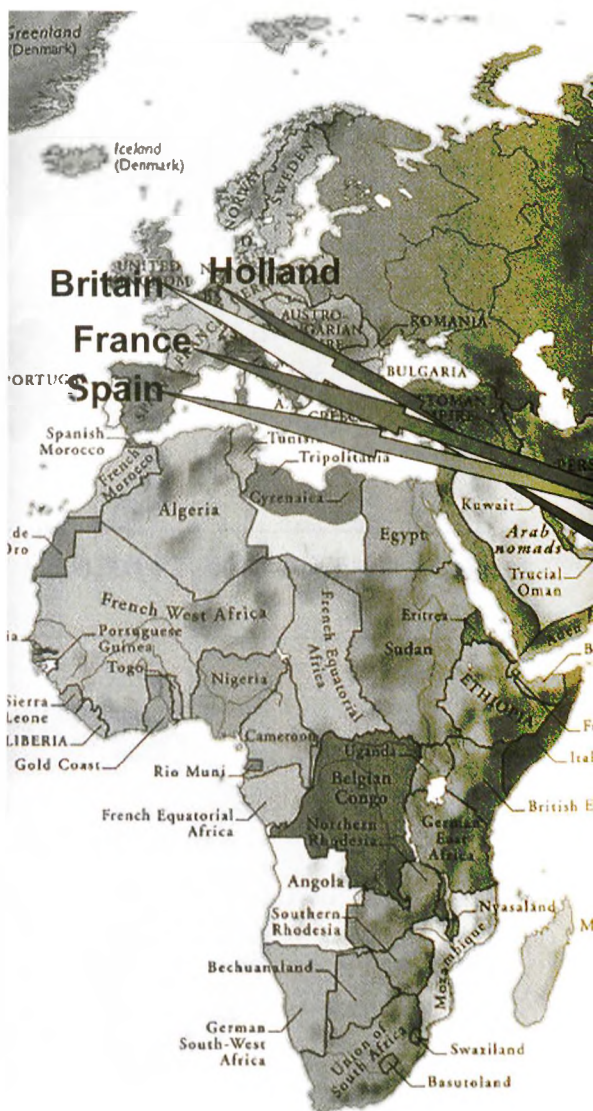 Greenland
(Denmark)
Iceland
(Denmark)
NORWAY
SWEDEN
UNITED
Britain
Holland
AUSTRO-
ROMANIA
France
BULGARIA
Spain
Spanish
Morocco
French
Morocco
Tripolitania
Cyrenaica
Algeria
Egypt
Kuwait
Arab
nomads
Trucial
Oman
French West Africa
French Equatorial
Africa
Sudan
Eritrea
Portuguese
Guinea
Togo
Nigeria
ETHIOPIA
Sierra
Leone
LIBERIA
Gold Coast
Cameroon
Rio Muni
Uganda
Belgian
Congo
French Equatorial
Africa
Northern
Rhodesia
German
East
Africa
British E
Angola
Southern
Rhodesia
Nyasaland
Bechuanaland
Mozambique
German
South-West
Africa
Union of
South Africa
Swaziland
Basutoland